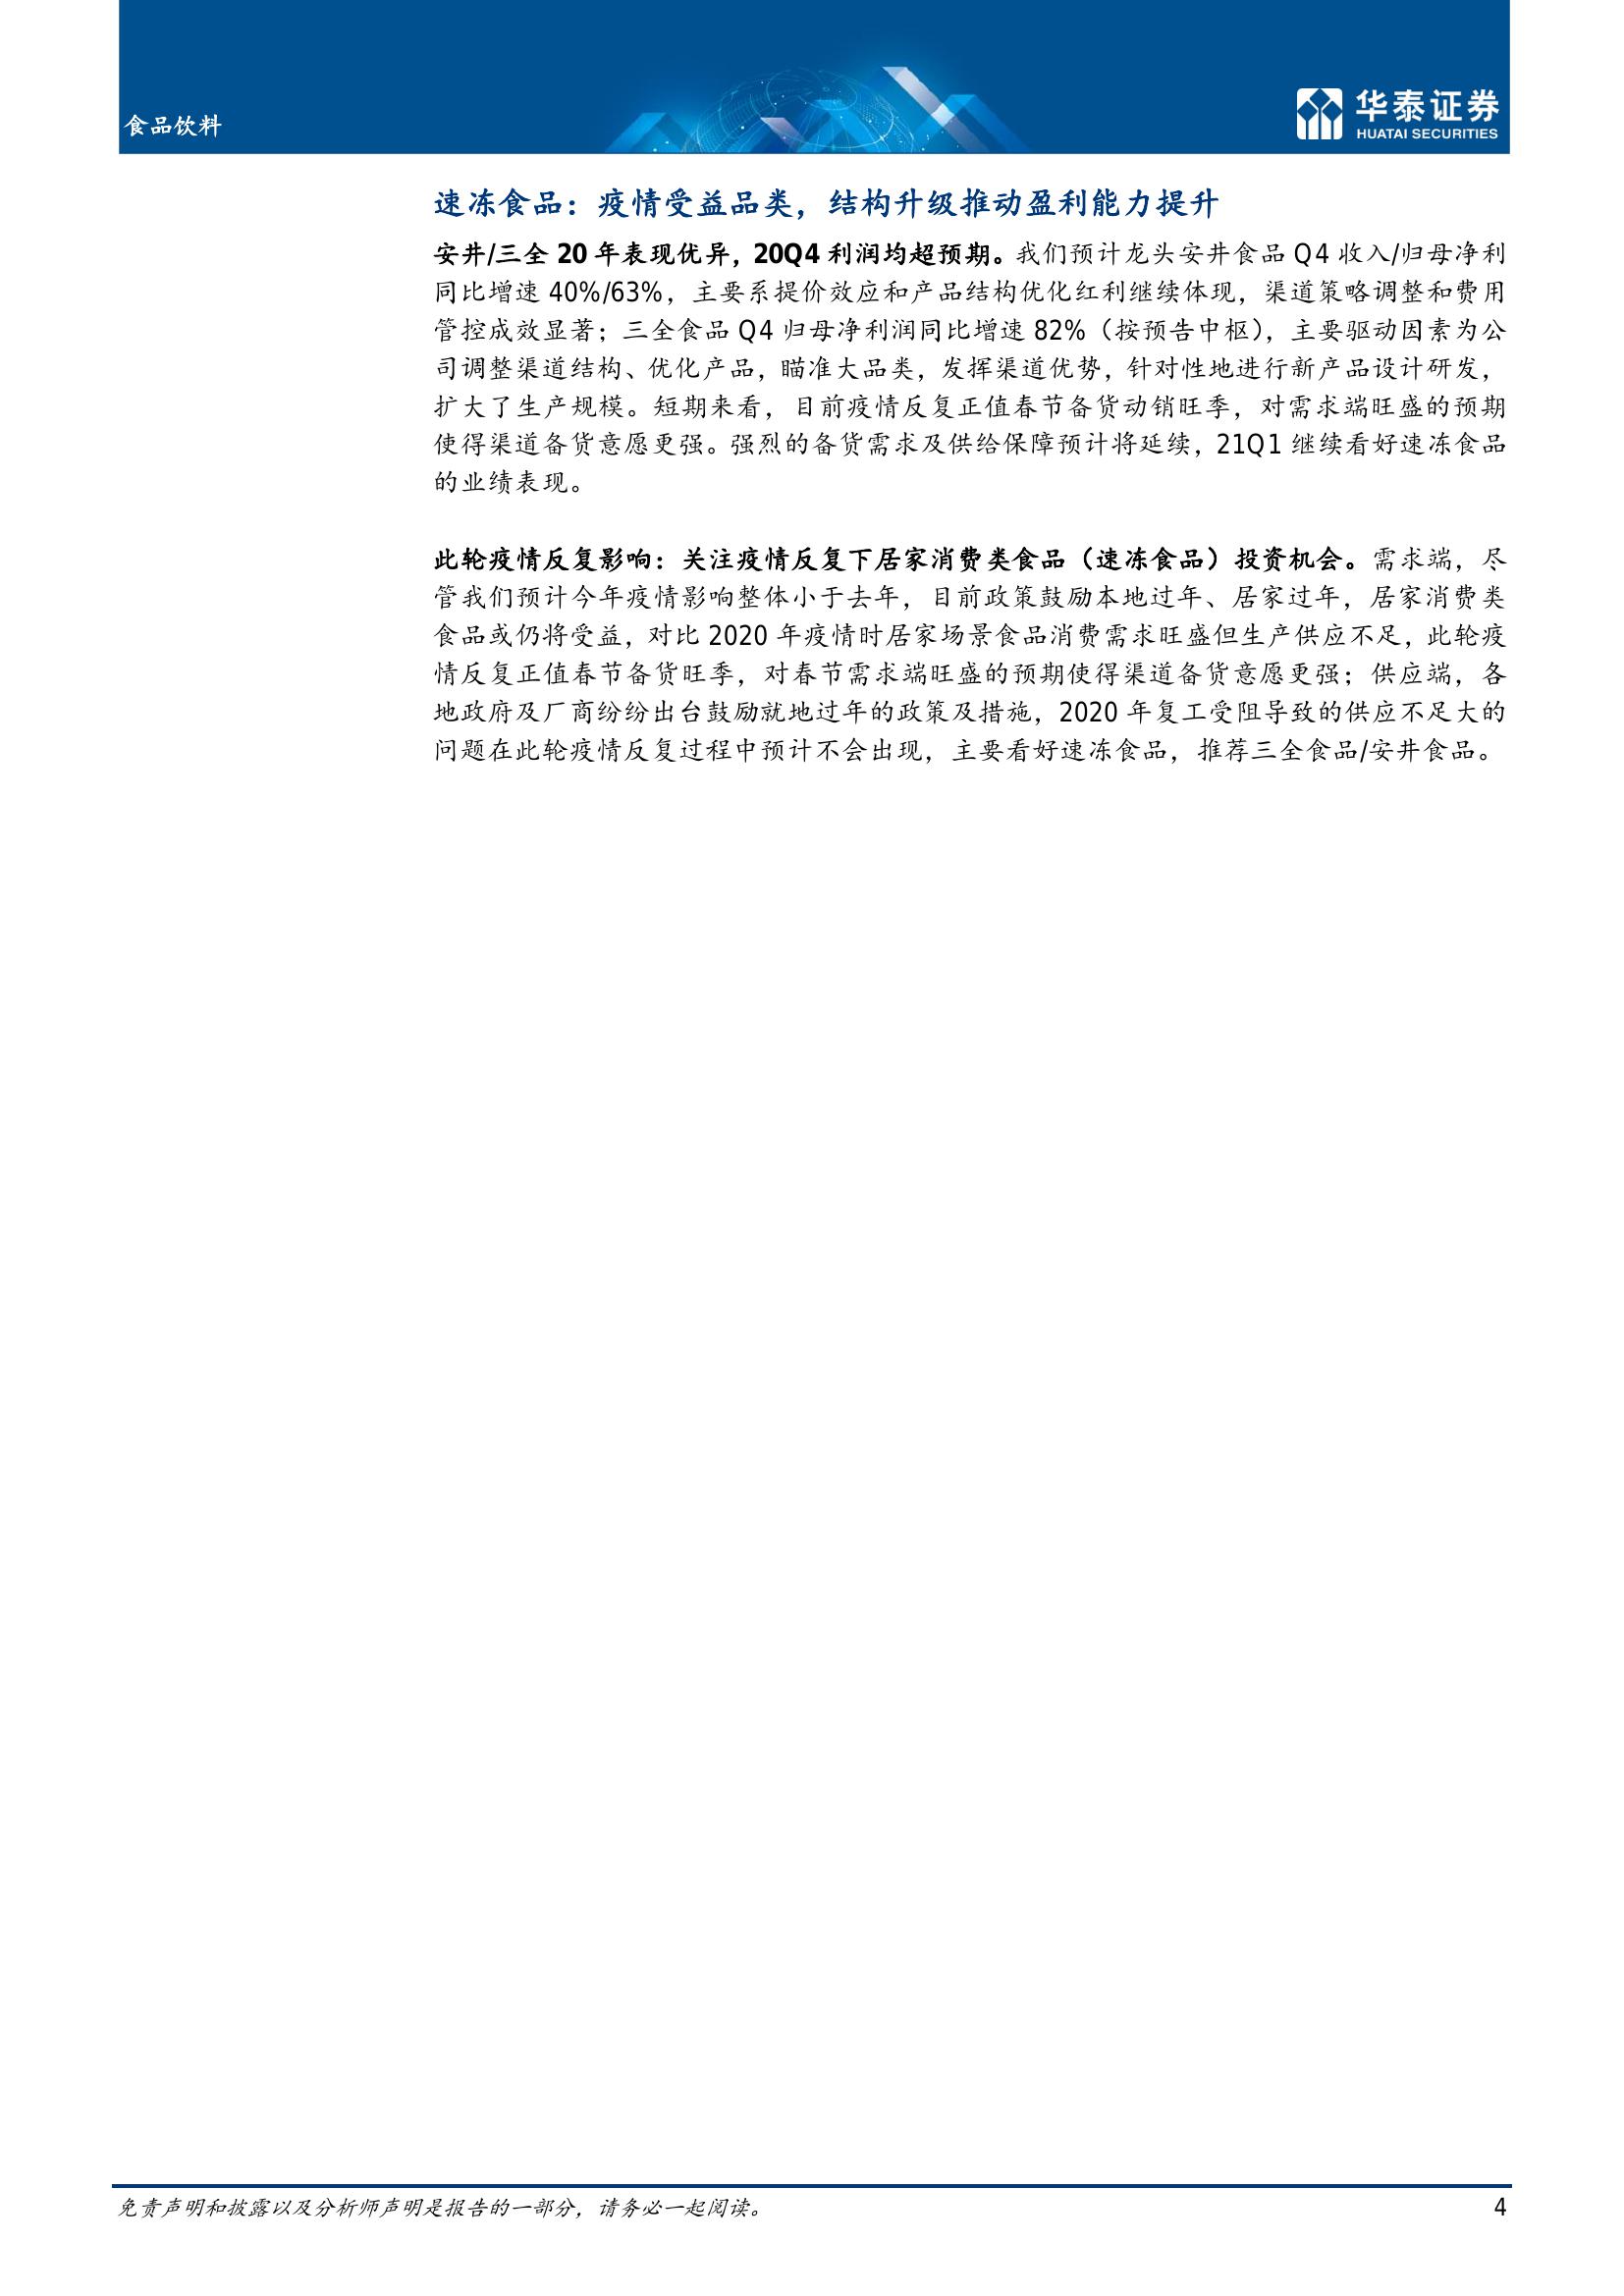 食品饮料
华泰证券
HUATAI SECURITIES
速冻食品：疫情受益品类，结构升级推动盈利能力提升
安井/三全 20 年表现优异，20Q4 利润均超预期。我们预计龙头安井食品 Q4 收入/归母净利
同比增速 40%/63%，主要系提价效应和产品结构优化红利继续体现，渠道策略调整和费用
管控成效显著；三全食品 Q4 归母净利润同比增速 82%（按预告中枢），主要驱动因素为公
司调整渠道结构、优化产品，瞄准大品类，发挥渠道优势，针对性地进行新产品设计研发，
扩大了生产规模。短期来看，目前疫情反复正值春节备货动销旺季，对需求端旺盛的预期
使得渠道备货意愿更强。强烈的备货需求及供给保障预计将延续，21Q1 继续看好速冻食品
的业绩表现。
此轮疫情反复影响：关注疫情反复下居家消费类食品（速冻食品）投资机会。需求端，尽
管我们预计今年疫情影响整体小于去年，目前政策鼓励本地过年、居家过年，居家消费类
食品或仍将受益，对比 2020 年疫情时居家场景食品消费需求旺盛但生产供应不足，此轮疫
情反复正值春节备货旺季，对春节需求端旺盛的预期使得渠道备货意愿更强；供应端，各
地政府及厂商纷纷出台鼓励就地过年的政策及措施，2020 年复工受阻导致的供应不足大的
问题在此轮疫情反复过程中预计不会出现，主要看好速冻食品，推荐三全食品/安井食品。
免责声明和披露以及分析师声明是报告的一部分，请务必一起阅读。
4